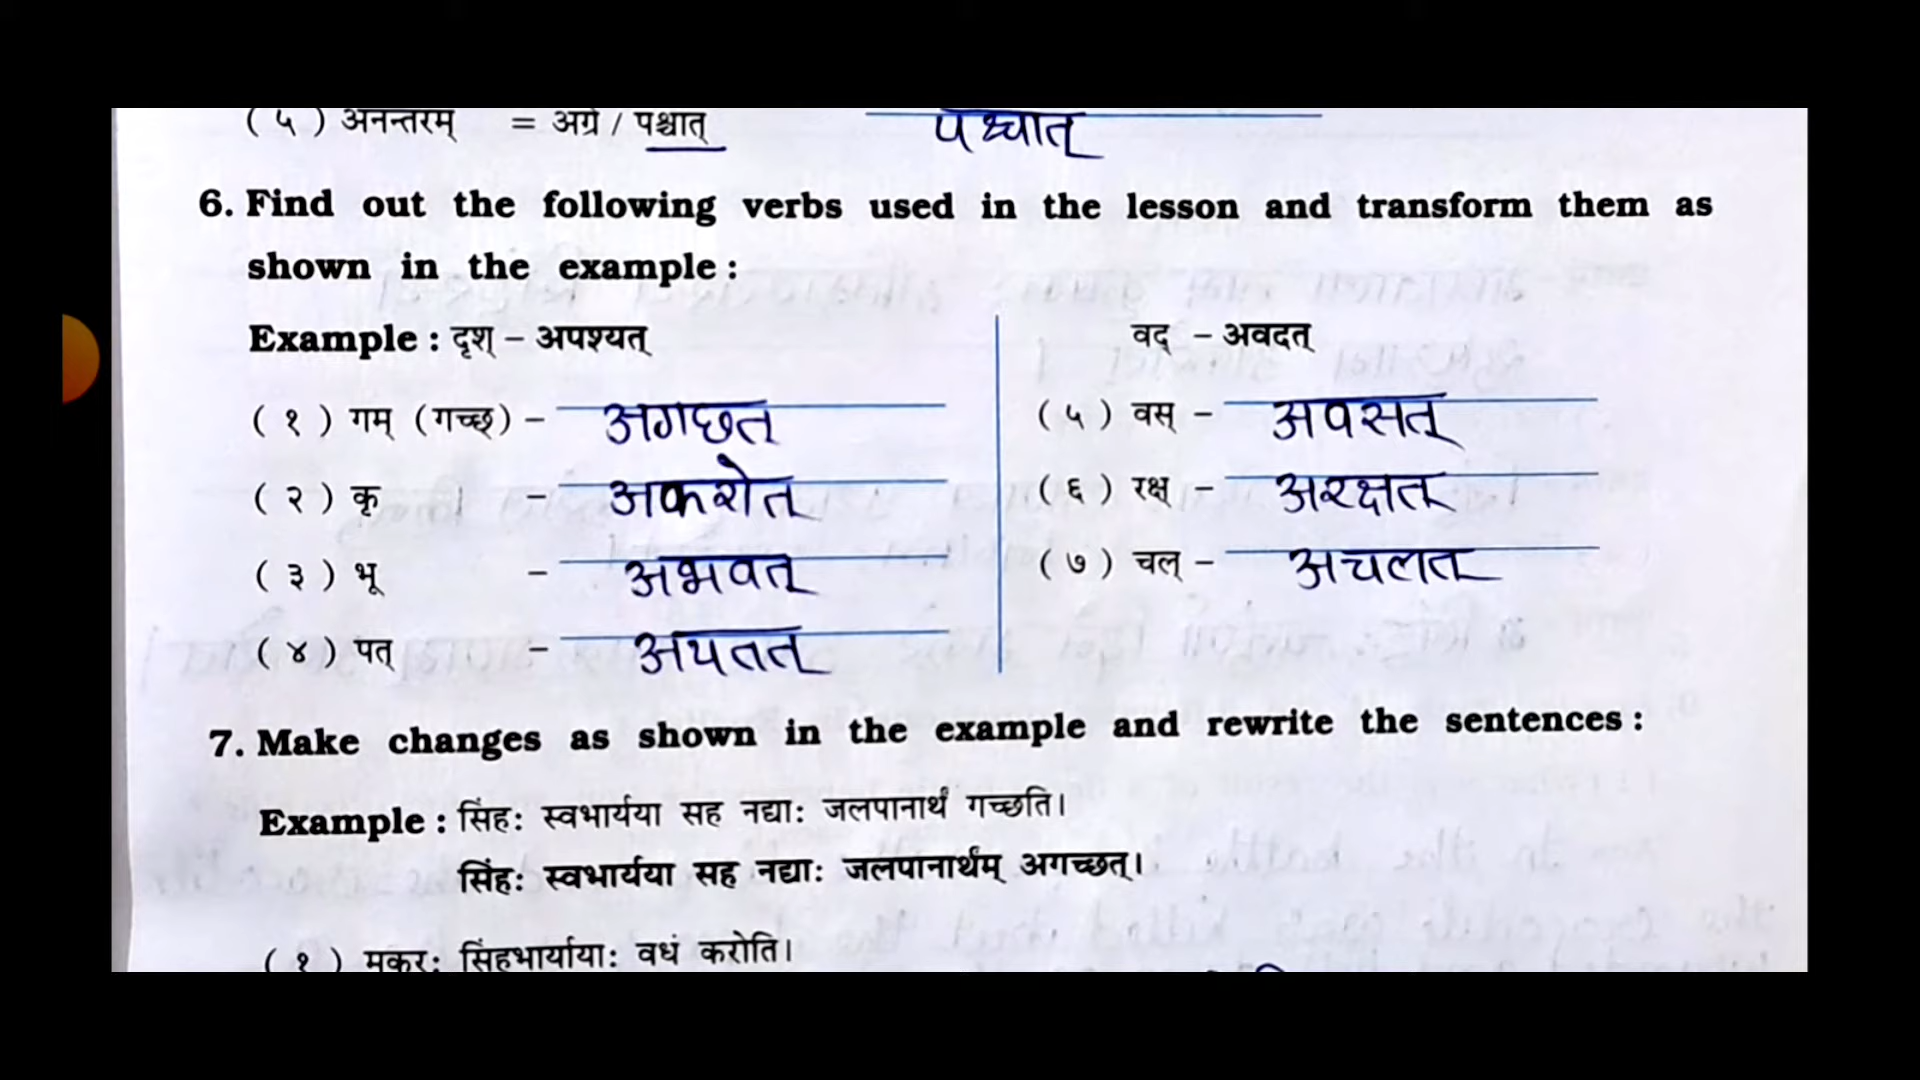 ( ५ ) अनन्तरम् = अग्रे / पश्चात् पश्चात्
6. Find out the following verbs used in the lesson and transform them as
shown in the example :
Example : दृश् – अपश्यत्
( १ ) गम् (गच्छ्) – अगछत्
( २ ) कृ – अकरोत्
( ३ ) भू – अभवत्
( ४ ) पत् – अपतत्
वद् – अवदत्
( ५ ) वस् – अवसत्
( ६ ) रक्ष् – अरक्षत्
( ७ ) चल् – अचलत्
7. Make changes as shown in the example and rewrite the sentences :
Example : सिंहः स्वभार्यया सह नद्याः जलपानार्थं गच्छति।
सिंहः स्वभार्यया सह नद्याः जलपानार्थम् अगच्छत्।
( १ ) मकरः सिंहभार्यायाः वधं करोति।